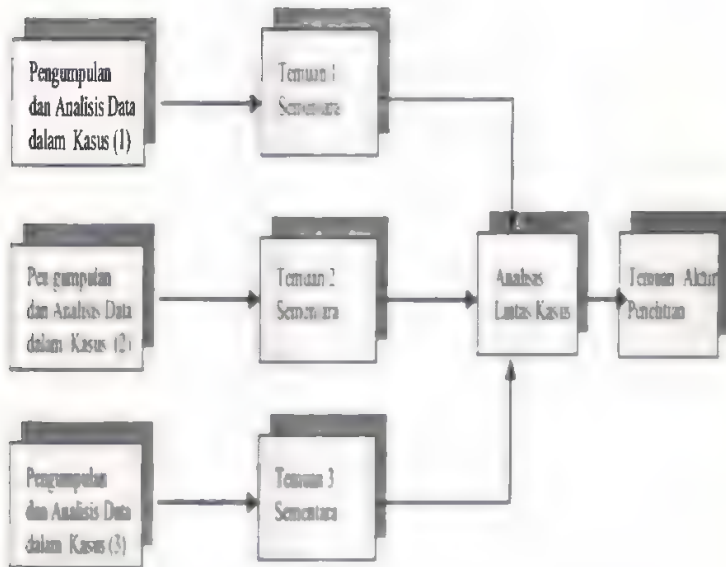 Pengumpulan
dan Analisis Data
dalam Kasus (1)
Temuan 1
Sementara
Pengumpulan
dan Analisis Data
dalam Kasus (2)
Temuan 2
Sementara
Analisas
Lintas Kasus
Temuan Akhir
Penelitian
Pengumpulan
dan Analisis Data
dalam Kasus (3)
Temuan 3
Sementara